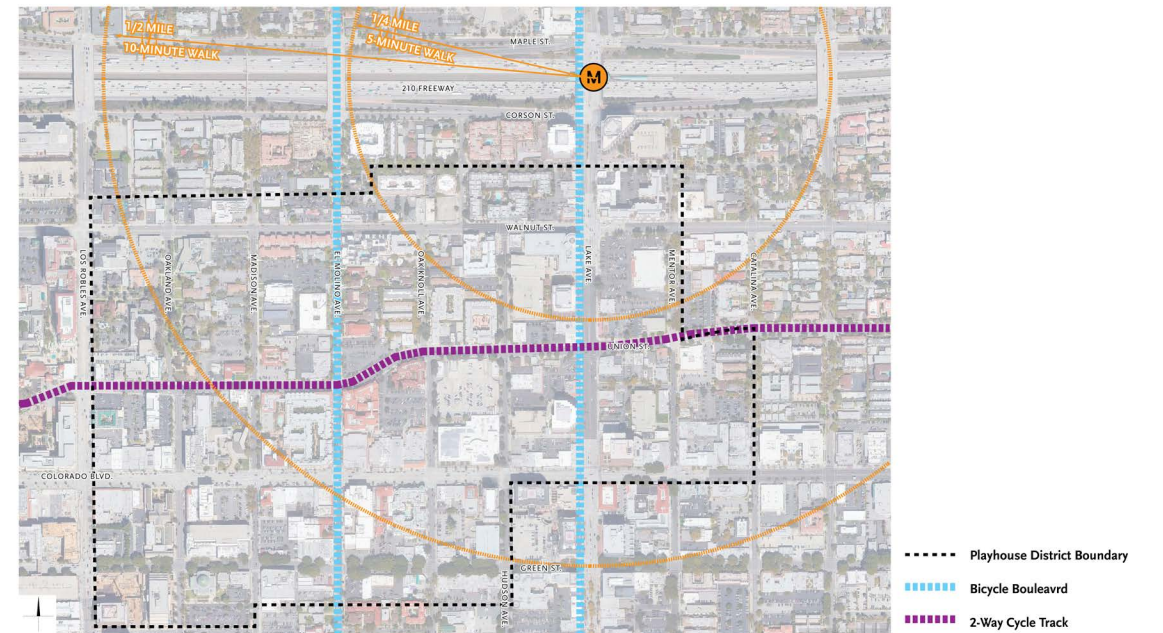 1/2 MILE
10-MINUTE WALK
1/4 MILE
5-MINUTE WALK
MAPLE ST.
M
210 FREEWAY
CORSON ST.
WALNUT ST.
LOS ROBLES AVE.
OAKLAND AVE.
MADISON AVE.
EL MOLINO AVE.
OAK KNOLL AVE.
LAKE AVE.
MENTOR AVE.
CATALINA AVE.
UNION ST.
COLORADO BLVD.
GREEN ST.
HUDSON AVE.
Playhouse District Boundary
Bicycle Bouleavrd
2-Way Cycle Track